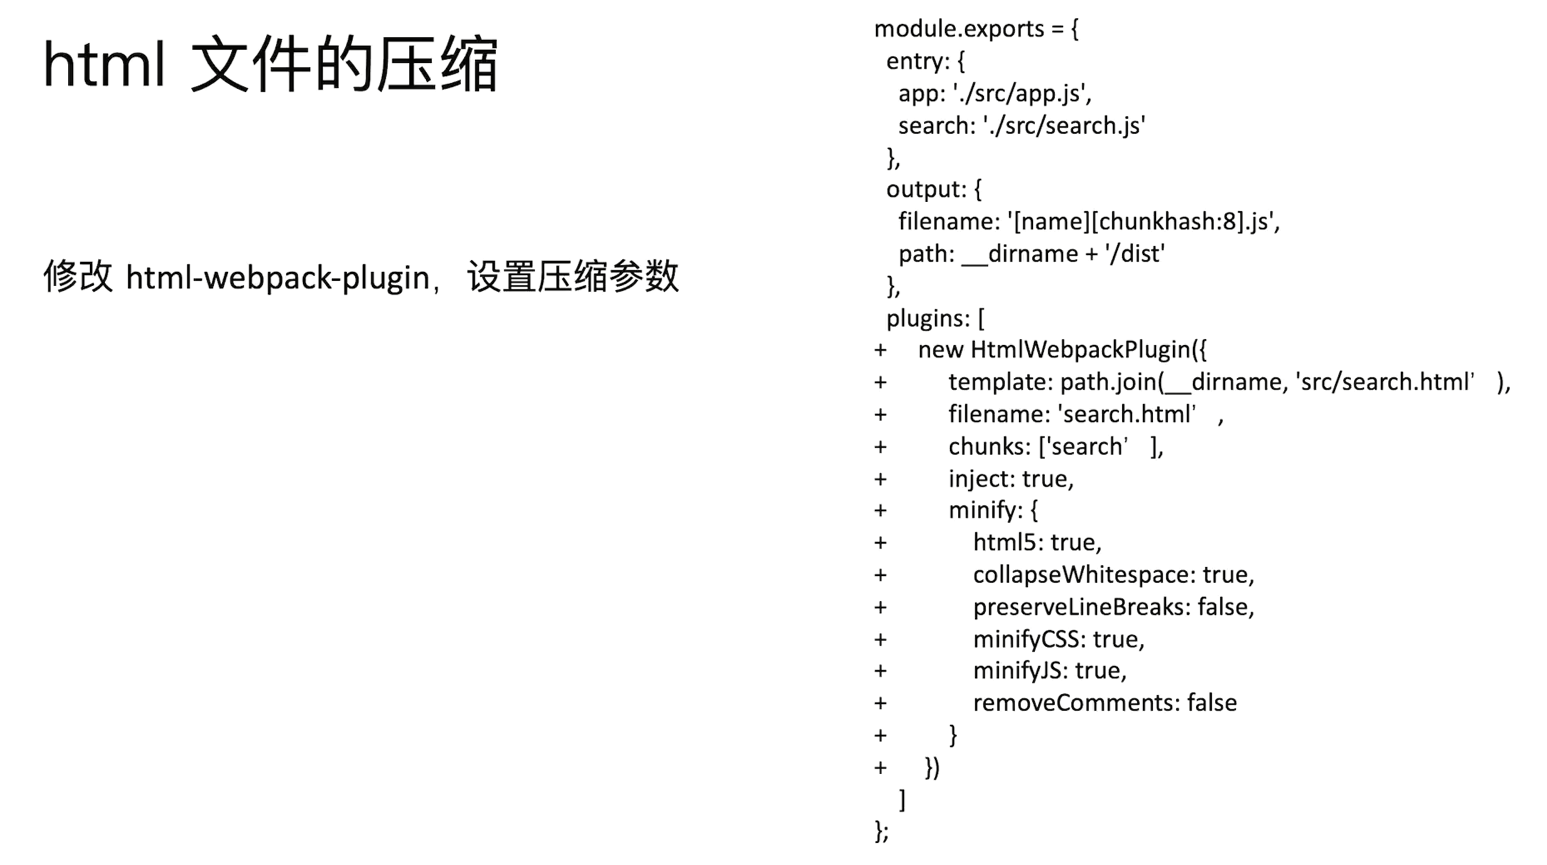 html 文件的压缩
修改 html-webpack-plugin，设置压缩参数
module.exports = {
  entry: {
    app: './src/app.js',
    search: './src/search.js'
  },
  output: {
    filename: '[name][chunkhash:8].js',
    path: __dirname + '/dist'
  },
  plugins: [
+    new HtmlWebpackPlugin({
+        template: path.join(__dirname, 'src/search.html’ ),
+        filename: 'search.html’ ,
+        chunks: ['search’ ],
+        inject: true,
+        minify: {
+            html5: true,
+            collapseWhitespace: true,
+            preserveLineBreaks: false,
+            minifyCSS: true,
+            minifyJS: true,
+            removeComments: false
+        }
+     })
    ]
};